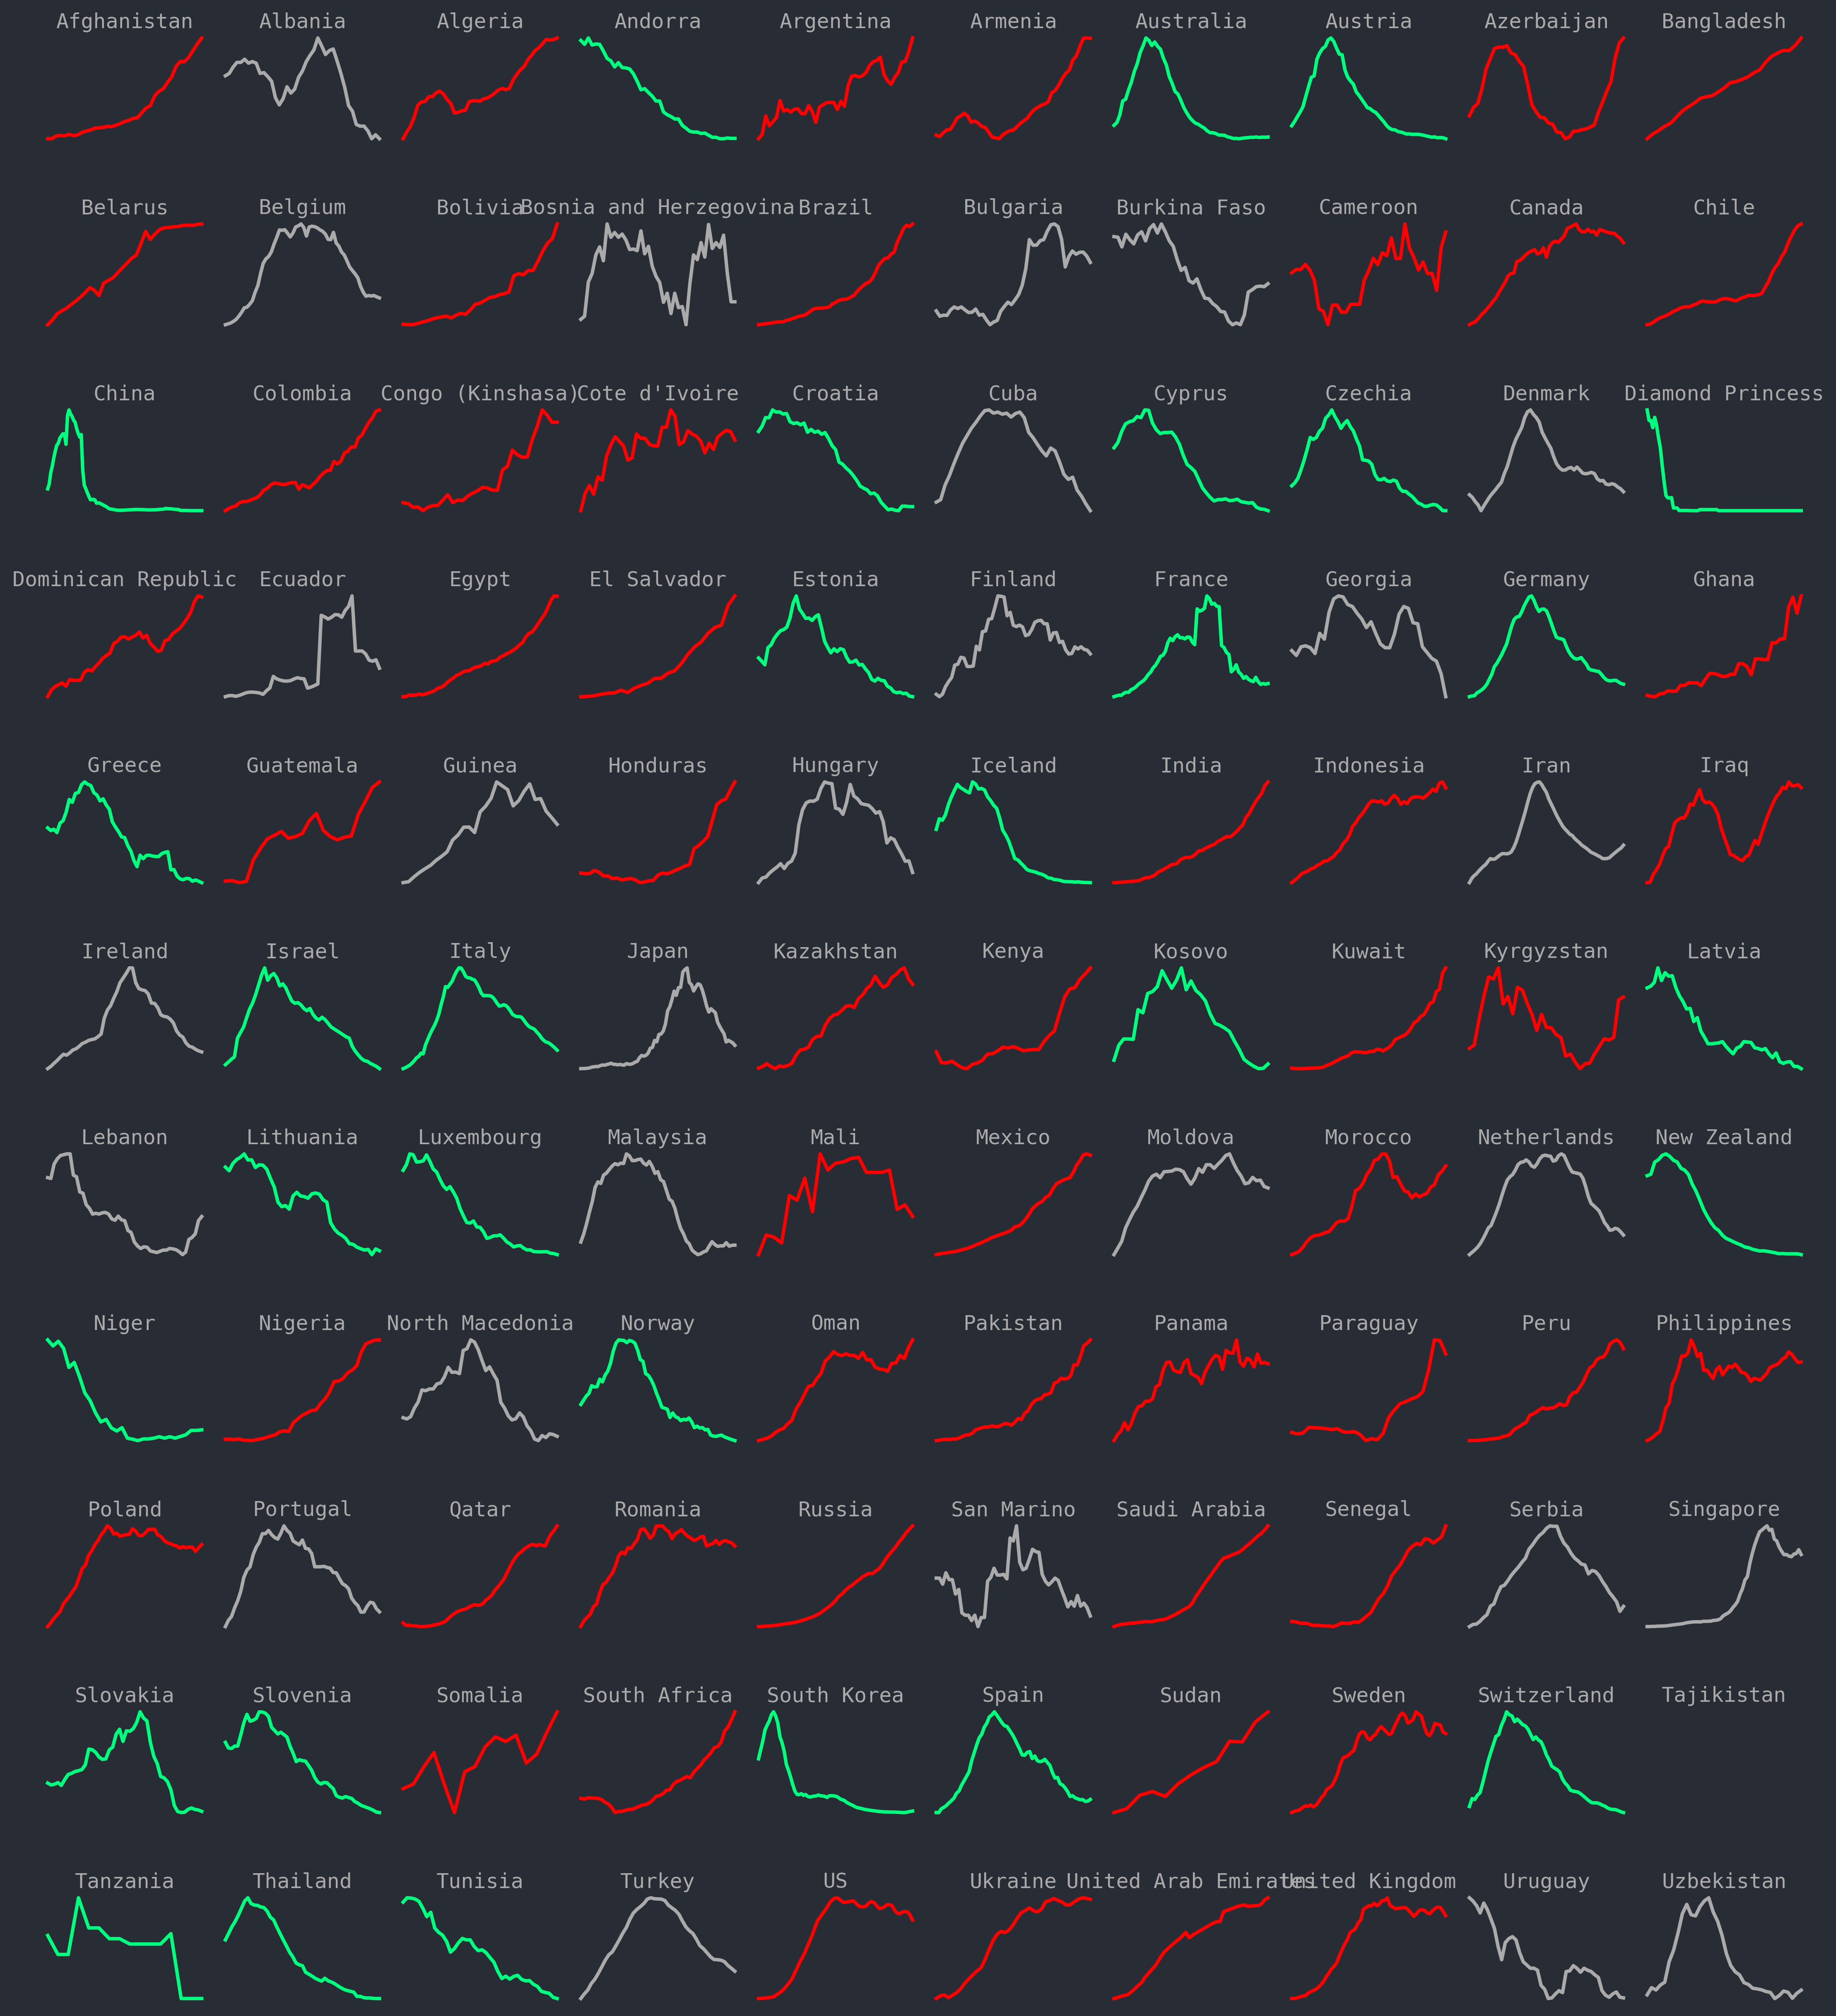 Afghanistan Albania Algeria Andorra Argentina Armenia Australia Austria Azerbaijan Bangladesh
Belarus Belgium Bolivia Bosnia and Herzegovina Brazil Bulgaria Burkina Faso Cameroon Canada Chile
China Colombia Congo (Kinshasa) Cote d'Ivoire Croatia Cuba Cyprus Czechia Denmark Diamond Princess
Dominican Republic Ecuador Egypt El Salvador Estonia Finland France Georgia Germany Ghana
Greece Guatemala Guinea Honduras Hungary Iceland India Indonesia Iran Iraq
Ireland Israel Italy Japan Kazakhstan Kenya Kosovo Kuwait Kyrgyzstan Latvia
Lebanon Lithuania Luxembourg Malaysia Mali Mexico Moldova Morocco Netherlands New Zealand
Niger Nigeria North Macedonia Norway Oman Pakistan Panama Paraguay Peru Philippines
Poland Portugal Qatar Romania Russia San Marino Saudi Arabia Senegal Serbia Singapore
Slovakia Slovenia Somalia South Africa South Korea Spain Sudan Sweden Switzerland Tajikistan
Tanzania Thailand Tunisia Turkey US Ukraine United Arab Emirates United Kingdom Uruguay Uzbekistan